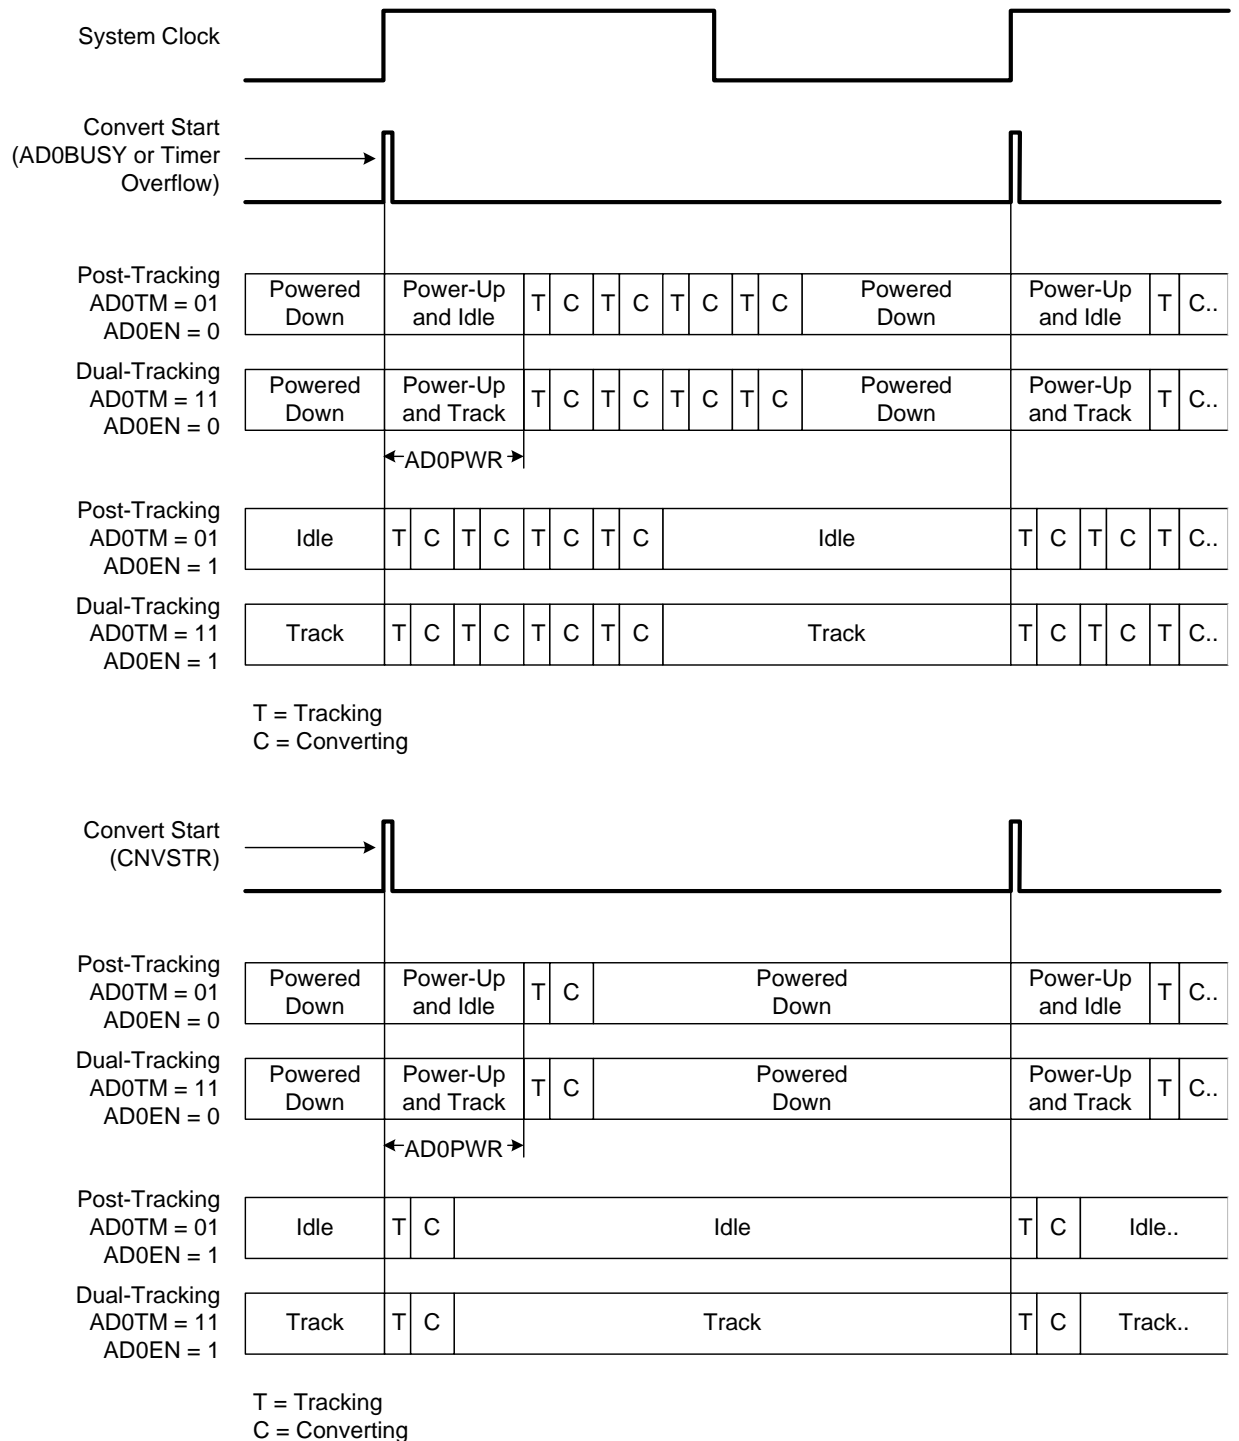 System Clock
Convert Start
(AD0BUSY or Timer
Overflow)
Post-Tracking
AD0TM = 01
AD0EN = 0
Powered
Down
Power-Up
and Idle
T C T C T C T C
Powered
Down
Power-Up
and Idle
T C..
Dual-Tracking
AD0TM = 11
AD0EN = 0
Powered
Down
Power-Up
and Track
T C T C T C T C
Powered
Down
Power-Up
and Track
T C..
AD0PWR
Post-Tracking
AD0TM = 01
AD0EN = 1
Idle T C T C T C T C Idle T C T C T C..
Dual-Tracking
AD0TM = 11
AD0EN = 1
Track T C T C T C T C Track T C T C T C..
T = Tracking
C = Converting
Convert Start
(CNVSTR)
Post-Tracking
AD0TM = 01
AD0EN = 0
Powered
Down
Power-Up
and Idle
T C
Powered
Down
Power-Up
and Idle
T C..
Dual-Tracking
AD0TM = 11
AD0EN = 0
Powered
Down
Power-Up
and Track
T C
Powered
Down
Power-Up
and Track
T C..
AD0PWR
Post-Tracking
AD0TM = 01
AD0EN = 1
Idle T C Idle T C Idle..
Dual-Tracking
AD0TM = 11
AD0EN = 1
Track T C Track T C Track..
T = Tracking
C = Converting